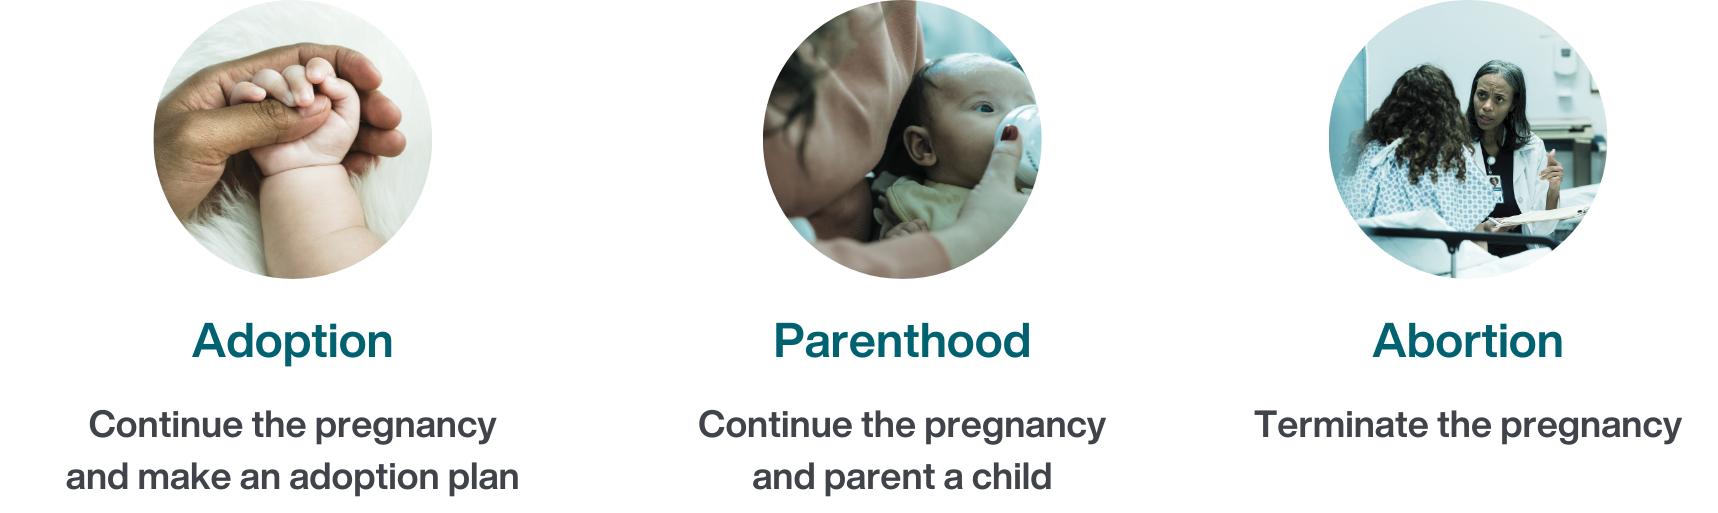 Adoption
Continue the pregnancy
and make an adoption plan
Parenthood
Continue the pregnancy
and parent a child
Abortion
Terminate the pregnancy